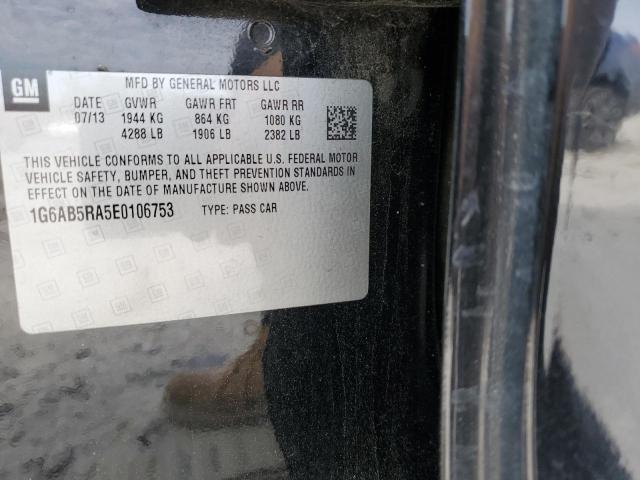 GM
MFD BY GENERAL MOTORS LLC
DATE GVWR GAWR FRT GAWR RR
07/13 1944 KG 864 KG 1080 KG
4288 LB 1906 LB 2382 LB
THIS VEHICLE CONFORMS TO ALL APPLICABLE U.S. FEDERAL MOTOR
VEHICLE SAFETY, BUMPER, AND THEFT PREVENTION STANDARDS IN
EFFECT ON THE DATE OF MANUFACTURE SHOWN ABOVE.
1G6AB5RA5E0106753 TYPE: PASS CAR